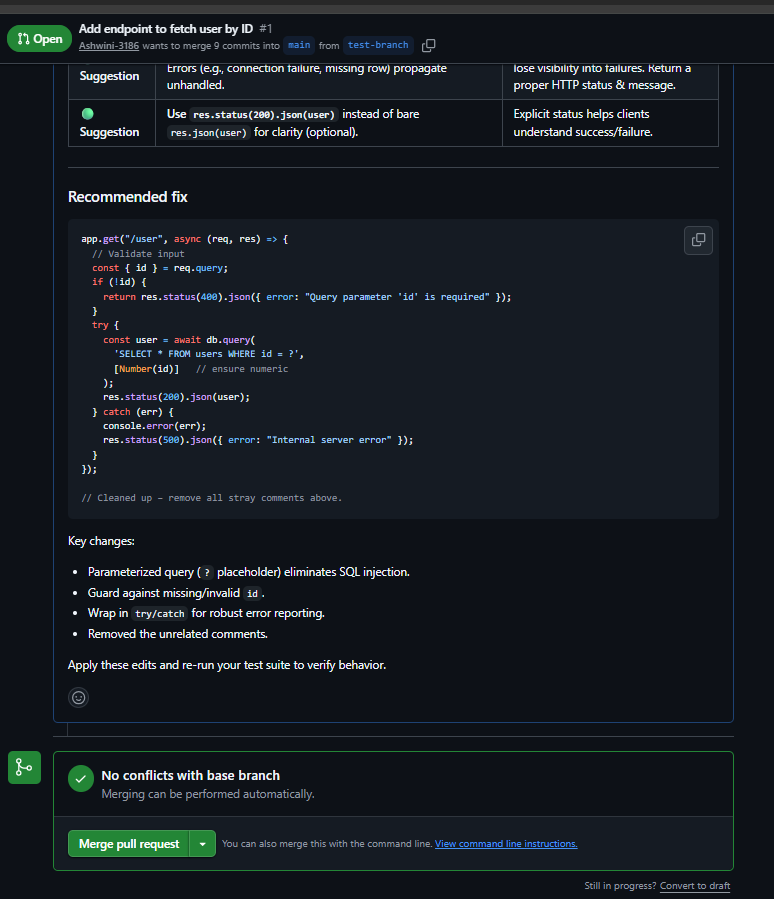 Open
Add endpoint to fetch user by ID #1
Ashwini-3186 wants to merge 9 commits into main from test-branch
Suggestion
Errors (e.g., connection failure, missing row) propagate
unhandled.
lose visibility into failures. Return a
proper HTTP status & message.
Suggestion
Use res.status(200).json(user) instead of bare
res.json(user) for clarity (optional).
Explicit status helps clients
understand success/failure.
Recommended fix
app.get("/user", async (req, res) => {
  // Validate input
  const { id } = req.query;
  if (!id) {
    return res.status(400).json({ error: "Query parameter 'id' is required" });
  }
  try {
    const user = await db.query(
      'SELECT * FROM users WHERE id = ?',
      [Number(id)]   // ensure numeric
    );
    res.status(200).json(user);
  } catch (err) {
    console.error(err);
    res.status(500).json({ error: "Internal server error" });
  }
});
// Cleaned up – remove all stray comments above.
Key changes:
• Parameterized query (? placeholder) eliminates SQL injection.
• Guard against missing/invalid id.
• Wrap in try/catch for robust error reporting.
• Removed the unrelated comments.
Apply these edits and re-run your test suite to verify behavior.
No conflicts with base branch
Merging can be performed automatically.
Merge pull request
You can also merge this with the command line. View command line instructions.
Still in progress? Convert to draft